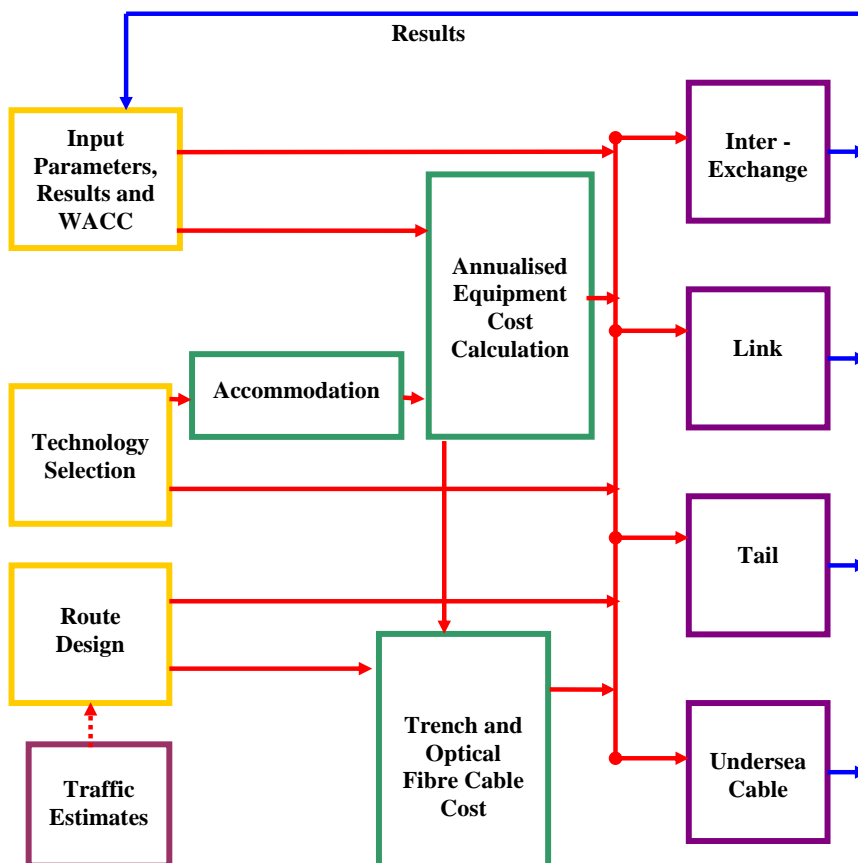 Results
Input
Parameters,
Results and
WACC
Inter -
Exchange
Annualised
Equipment
Cost
Calculation
Link
Accommodation
Technology
Selection
Tail
Route
Design
Trench and
Optical
Fibre Cable
Cost
Undersea
Cable
Traffic
Estimates